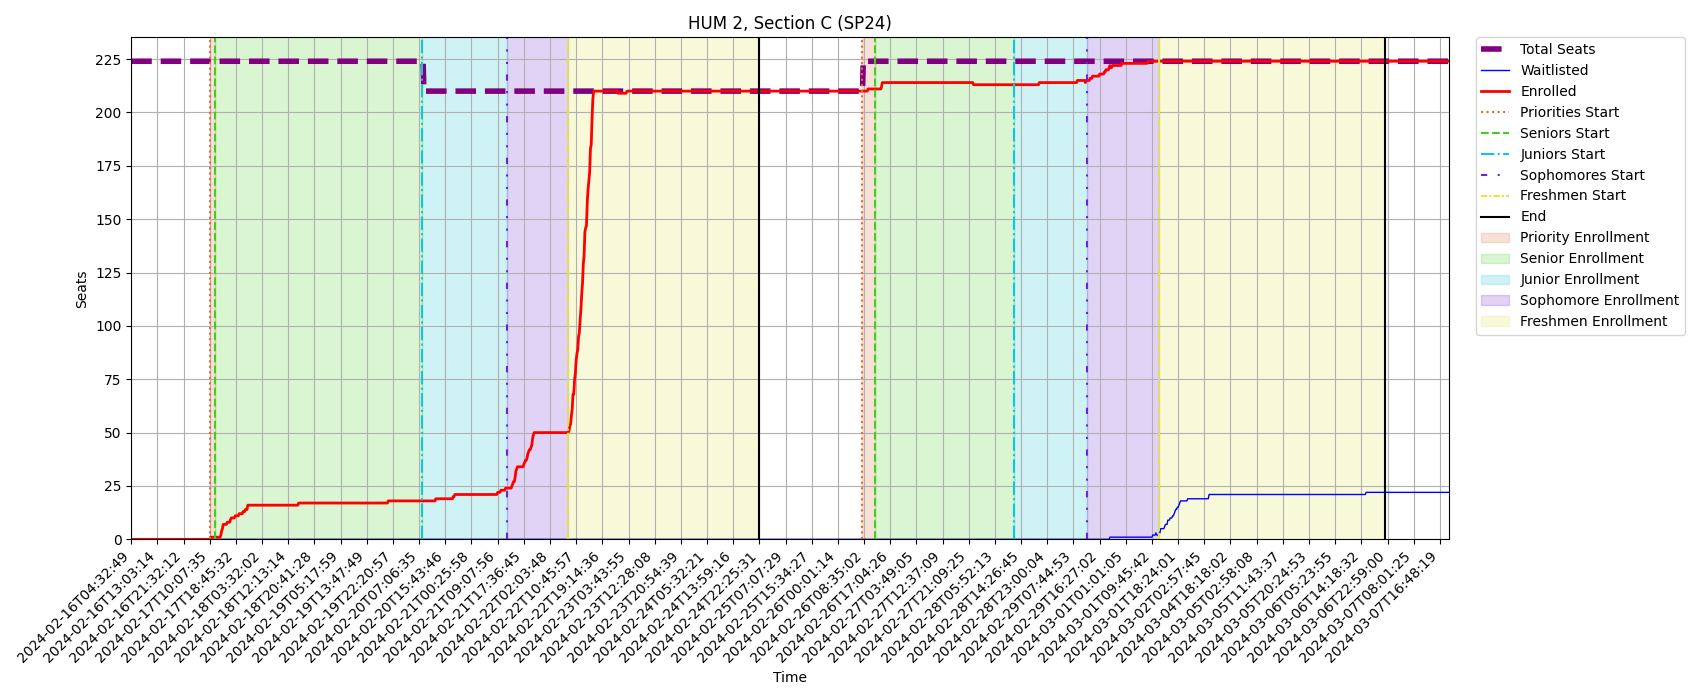 HUM 2, Section C (SP24)
Total Seats
Waitlisted
Enrolled
Priorities Start
Seniors Start
Juniors Start
Sophomores Start
Freshmen Start
End
Priority Enrollment
Senior Enrollment
Junior Enrollment
Sophomore Enrollment
Freshmen Enrollment
Seats
225
200
175
150
125
100
75
50
25
0
2024-02-16T04:32:49
2024-02-16T13:03:14
2024-02-16T21:32:12
2024-02-17T10:07:35
2024-02-17T18:45:32
2024-02-18T03:32:02
2024-02-18T12:13:14
2024-02-18T20:41:28
2024-02-19T05:17:59
2024-02-19T13:47:49
2024-02-19T22:20:57
2024-02-20T07:06:35
2024-02-20T15:43:46
2024-02-21T00:25:58
2024-02-21T09:07:56
2024-02-21T17:36:45
2024-02-22T02:03:48
2024-02-22T10:45:57
2024-02-22T19:14:36
2024-02-23T03:43:55
2024-02-23T12:28:08
2024-02-23T20:54:39
2024-02-24T05:32:21
2024-02-24T13:59:16
2024-02-24T22:25:31
2024-02-25T07:07:29
2024-02-25T15:34:27
2024-02-26T00:01:14
2024-02-26T08:35:02
2024-02-26T17:04:26
2024-02-27T03:49:05
2024-02-27T12:37:09
2024-02-27T21:09:25
2024-02-28T05:52:13
2024-02-28T14:26:45
2024-02-28T23:00:04
2024-02-29T07:44:53
2024-02-29T16:27:02
2024-03-01T01:01:05
2024-03-01T09:45:42
2024-03-01T18:24:01
2024-03-02T02:57:45
2024-03-04T18:18:02
2024-03-05T02:58:08
2024-03-05T11:43:37
2024-03-05T20:24:53
2024-03-06T05:23:55
2024-03-06T14:18:32
2024-03-06T22:59:00
2024-03-07T08:01:25
2024-03-07T16:48:19
Time